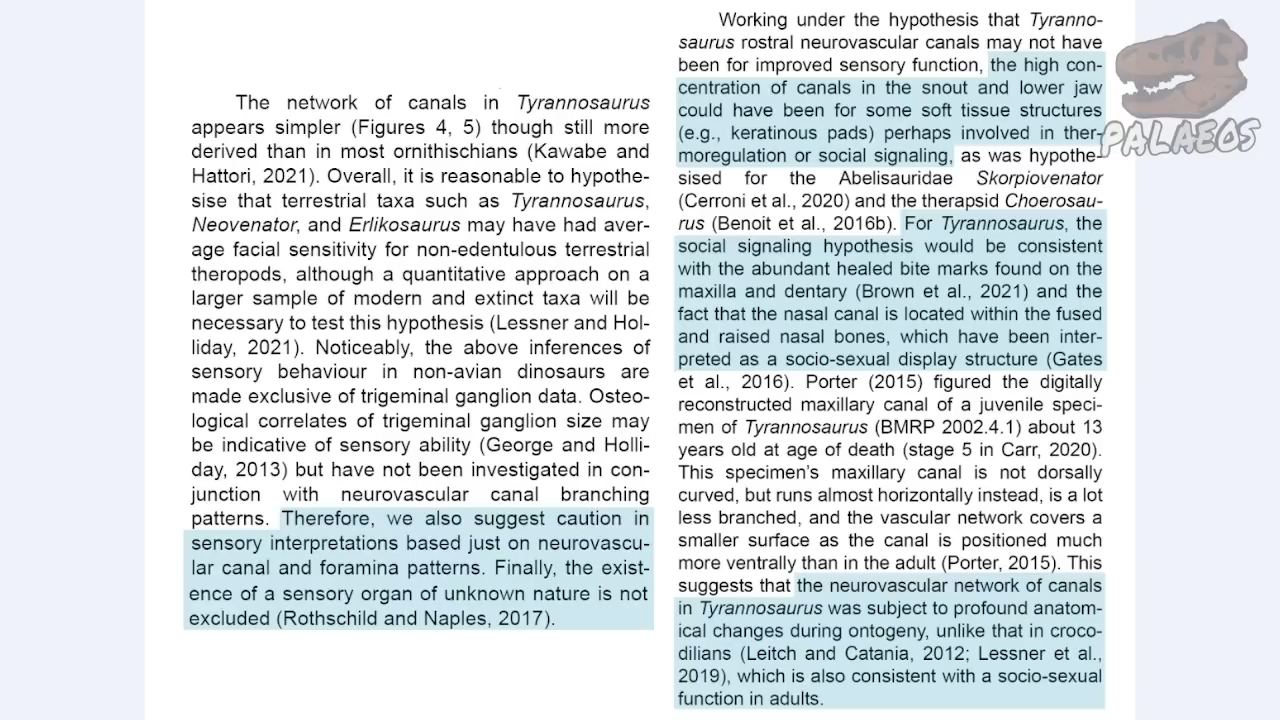 The network of canals in Tyrannosaurus
appears simpler (Figures 4, 5) though still more
derived than in most ornithischians (Kawabe and
Hattori, 2021). Overall, it is reasonable to hypothe-
sise that terrestrial taxa such as Tyrannosaurus,
Neovenator, and Erlikosaurus may have had aver-
age facial sensitivity for non-edentulous terrestrial
theropods, although a quantitative approach on a
larger sample of modern and extinct taxa will be
necessary to test this hypothesis (Lessner and Hol-
liday, 2021). Noticeably, the above inferences of
sensory behaviour in non-avian dinosaurs are
made exclusive of trigeminal ganglion data. Osteo-
logical correlates of trigeminal ganglion size may
be indicative of sensory ability (George and Holli-
day, 2013) but have not been investigated in con-
junction with neurovascular canal branching
patterns. Therefore, we also suggest caution in
sensory interpretations based just on neurovascu-
lar canal and foramina patterns. Finally, the exist-
ence of a sensory organ of unknown nature is not
excluded (Rothschild and Naples, 2017).
Working under the hypothesis that Tyranno-
saurus rostral neurovascular canals may not have
been for improved sensory function, the high con-
centration of canals in the snout and lower jaw
could have been for some soft tissue structures
(e.g., keratinous pads) perhaps involved in ther-
moregulation or social signaling, as was hypothe-
sised for the Abelisauridae Skorpiovenator
(Cerroni et al., 2020) and the therapsid Choerosau-
rus (Benoit et al., 2016b). For Tyrannosaurus, the
social signaling hypothesis would be consistent
with the abundant healed bite marks found on the
maxilla and dentary (Brown et al., 2021) and the
fact that the nasal canal is located within the fused
and raised nasal bones, which have been inter-
preted as a socio-sexual display structure (Gates
et al., 2016). Porter (2015) figured the digitally
reconstructed maxillary canal of a juvenile speci-
men of Tyrannosaurus (BMRP 2002.4.1) about 13
years old at age of death (stage 5 in Carr, 2020).
This specimen's maxillary canal is not dorsally
curved, but runs almost horizontally instead, is a lot
less branched, and the vascular network covers a
smaller surface as the canal is positioned much
more ventrally than in the adult (Porter, 2015). This
suggests that the neurovascular network of canals
in Tyrannosaurus was subject to profound anatom-
ical changes during ontogeny, unlike that in croco-
dilians (Leitch and Catania, 2012; Lessner et al.,
2019), which is also consistent with a socio-sexual
function in adults.
PALAEOS